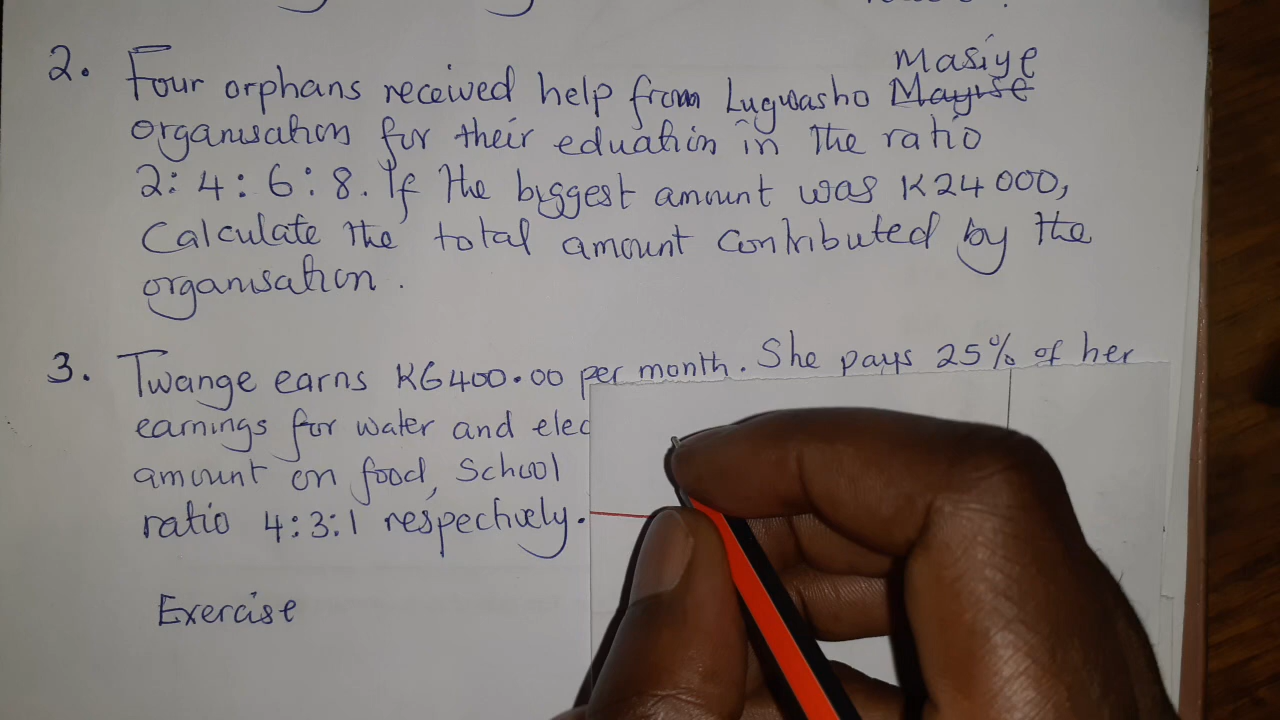 Masiye
2. Four orphans received help from Lugwasho Mayise
organisation for their eduation in the ratio
2:4:6:8. If the biggest amount was K24 000,
Calculate the total amount contributed by the
organisation.
3. Twange earns K6400.00 per month. She pays 25% of her
earnings for water and elec
amount on food, School
ratio 4:3:1 respectively.
Exercise